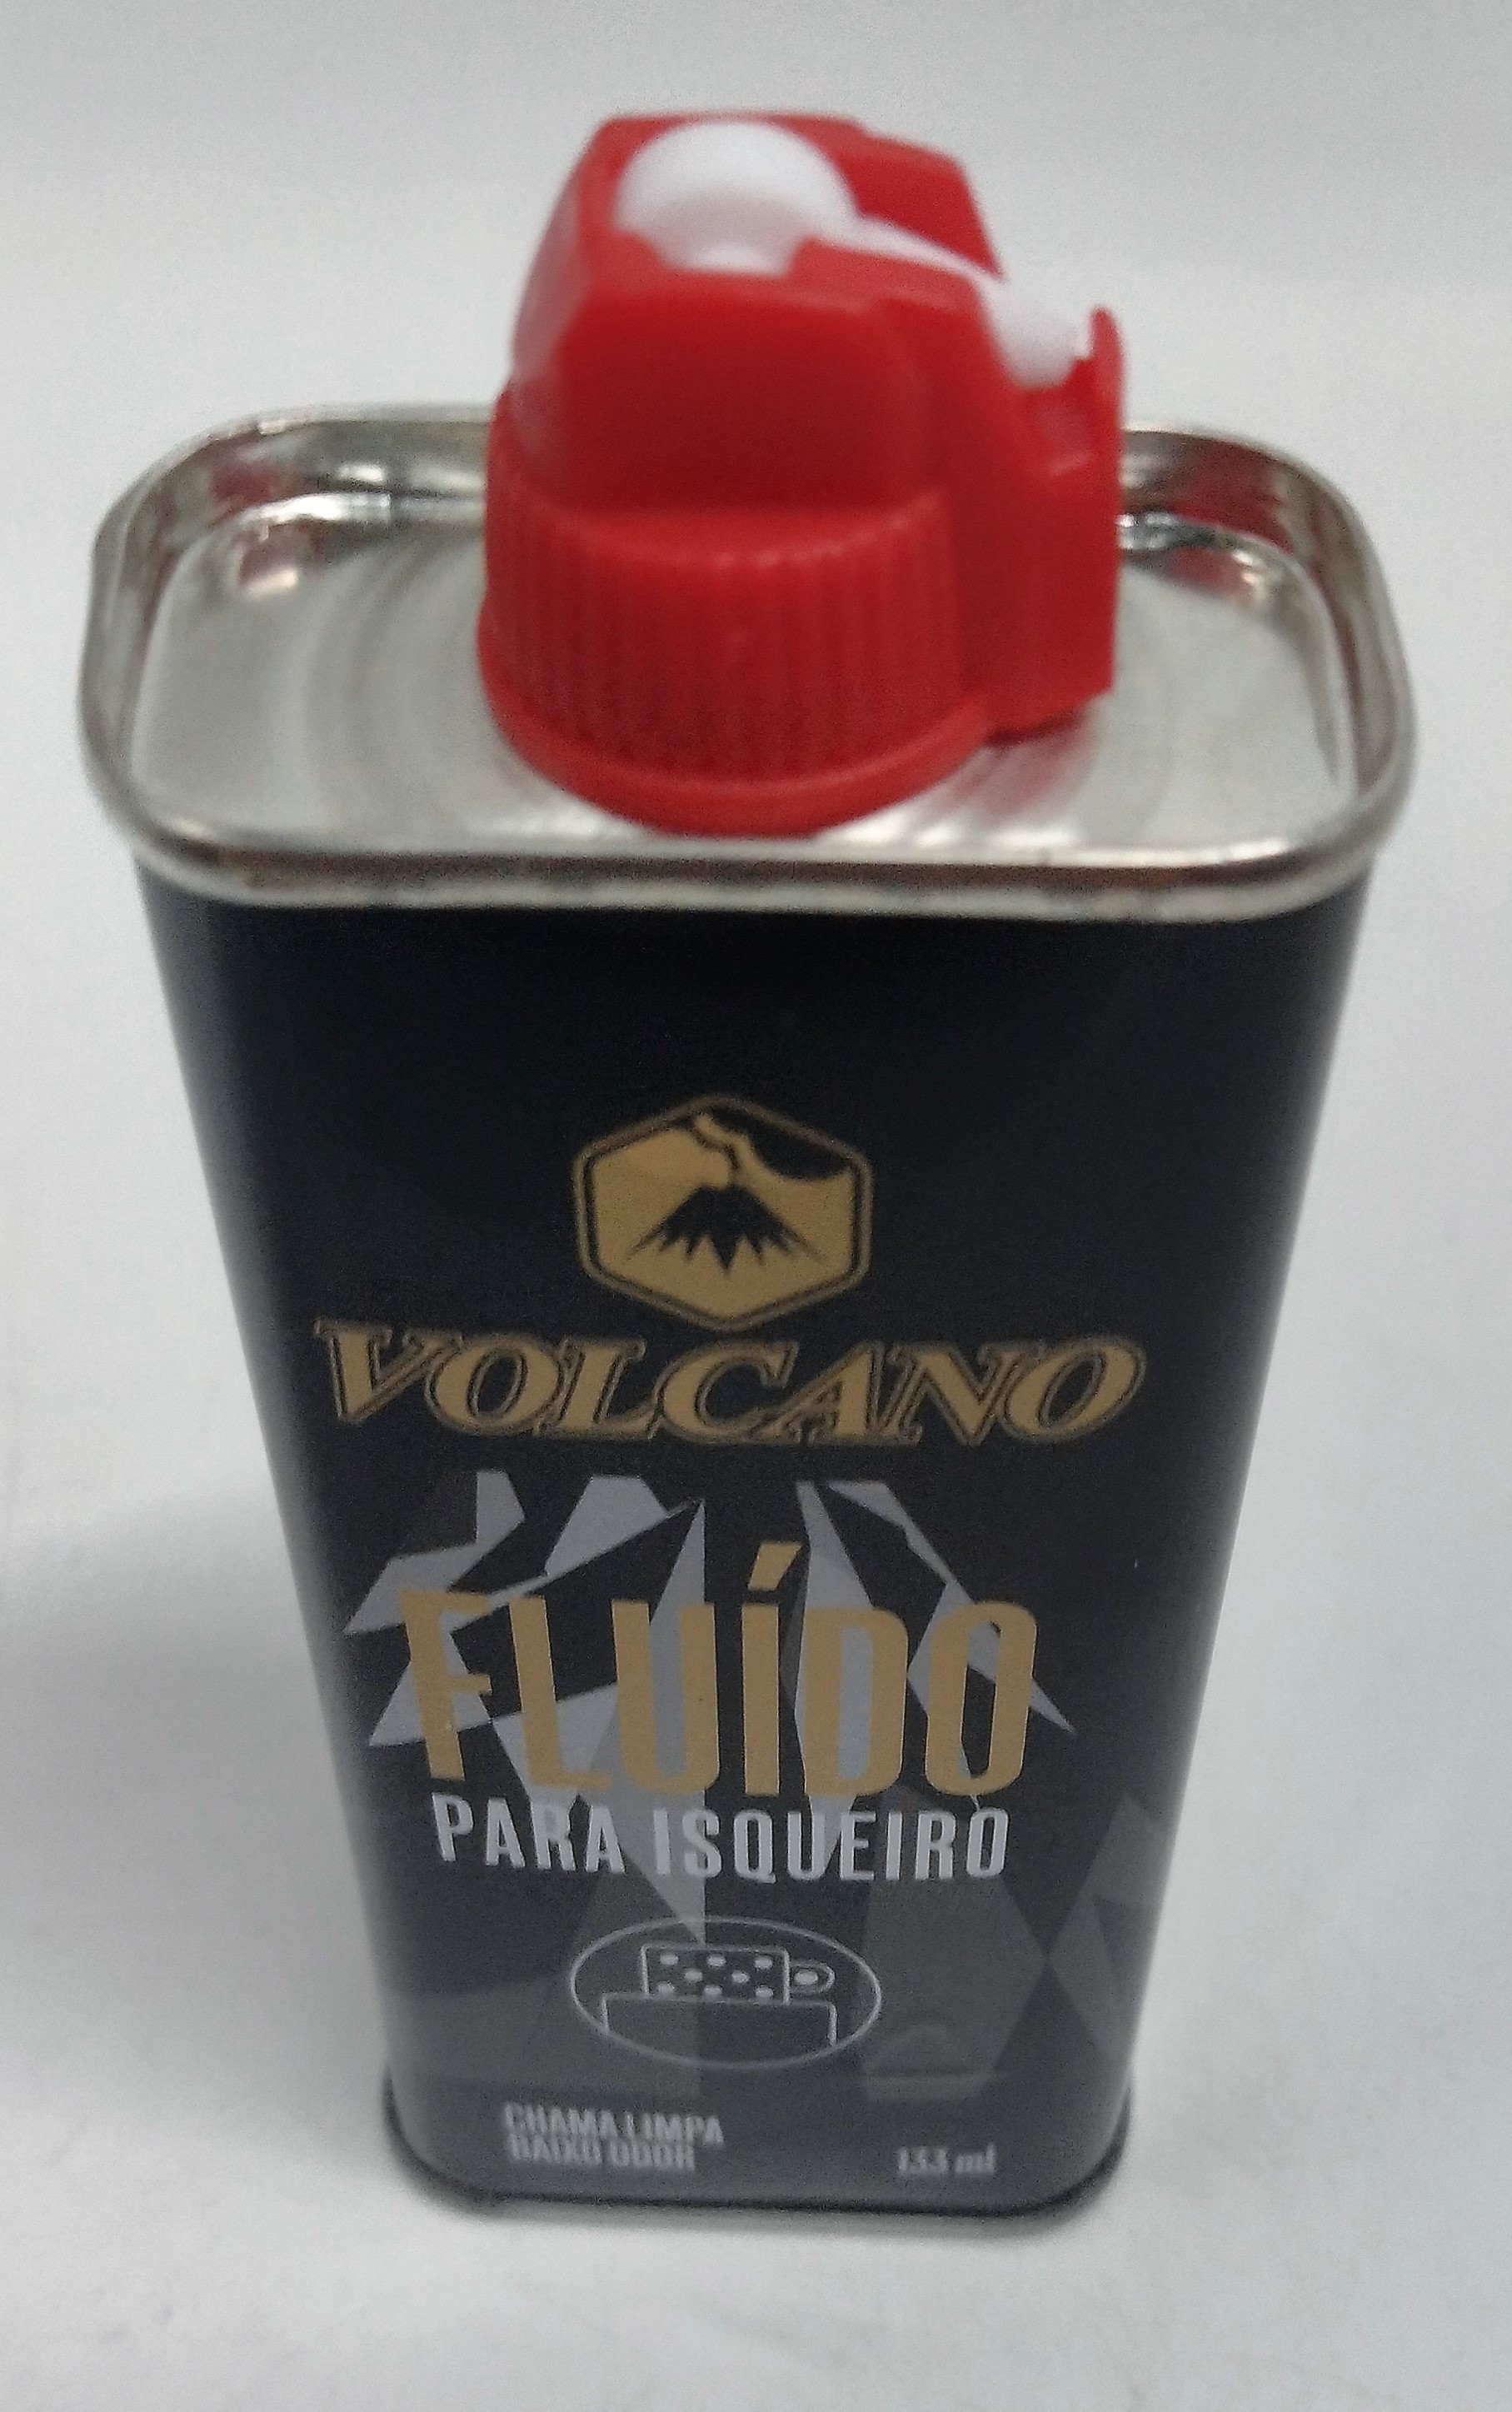 VOLCANO
FLUÍDO
PARA ISQUEIRO
CHAMA LIMPA
BAIXO ODOR
133 ml